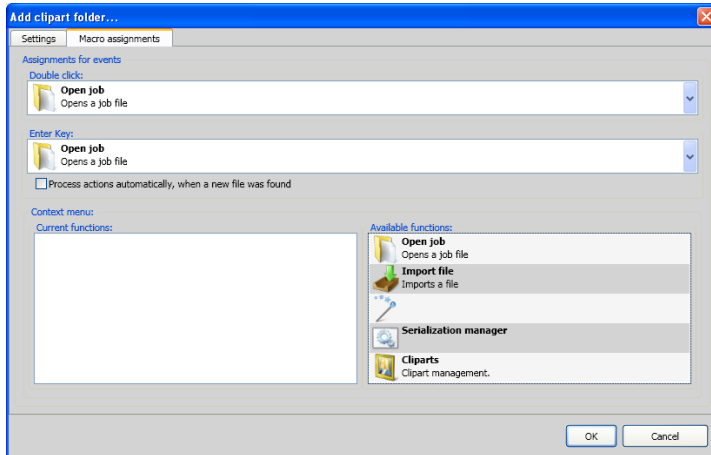 Add clipart folder...
Settings
Macro assignments
Assignments for events
Double click:
Open job
Opens a job file
Enter Key:
Open job
Opens a job file
Process actions automatically, when a new file was found
Context menu:
Current functions:
Available functions:
Open job
Opens a job file
Import file
Imports a file
Serialization manager
Cliparts
Clipart management.
OK
Cancel